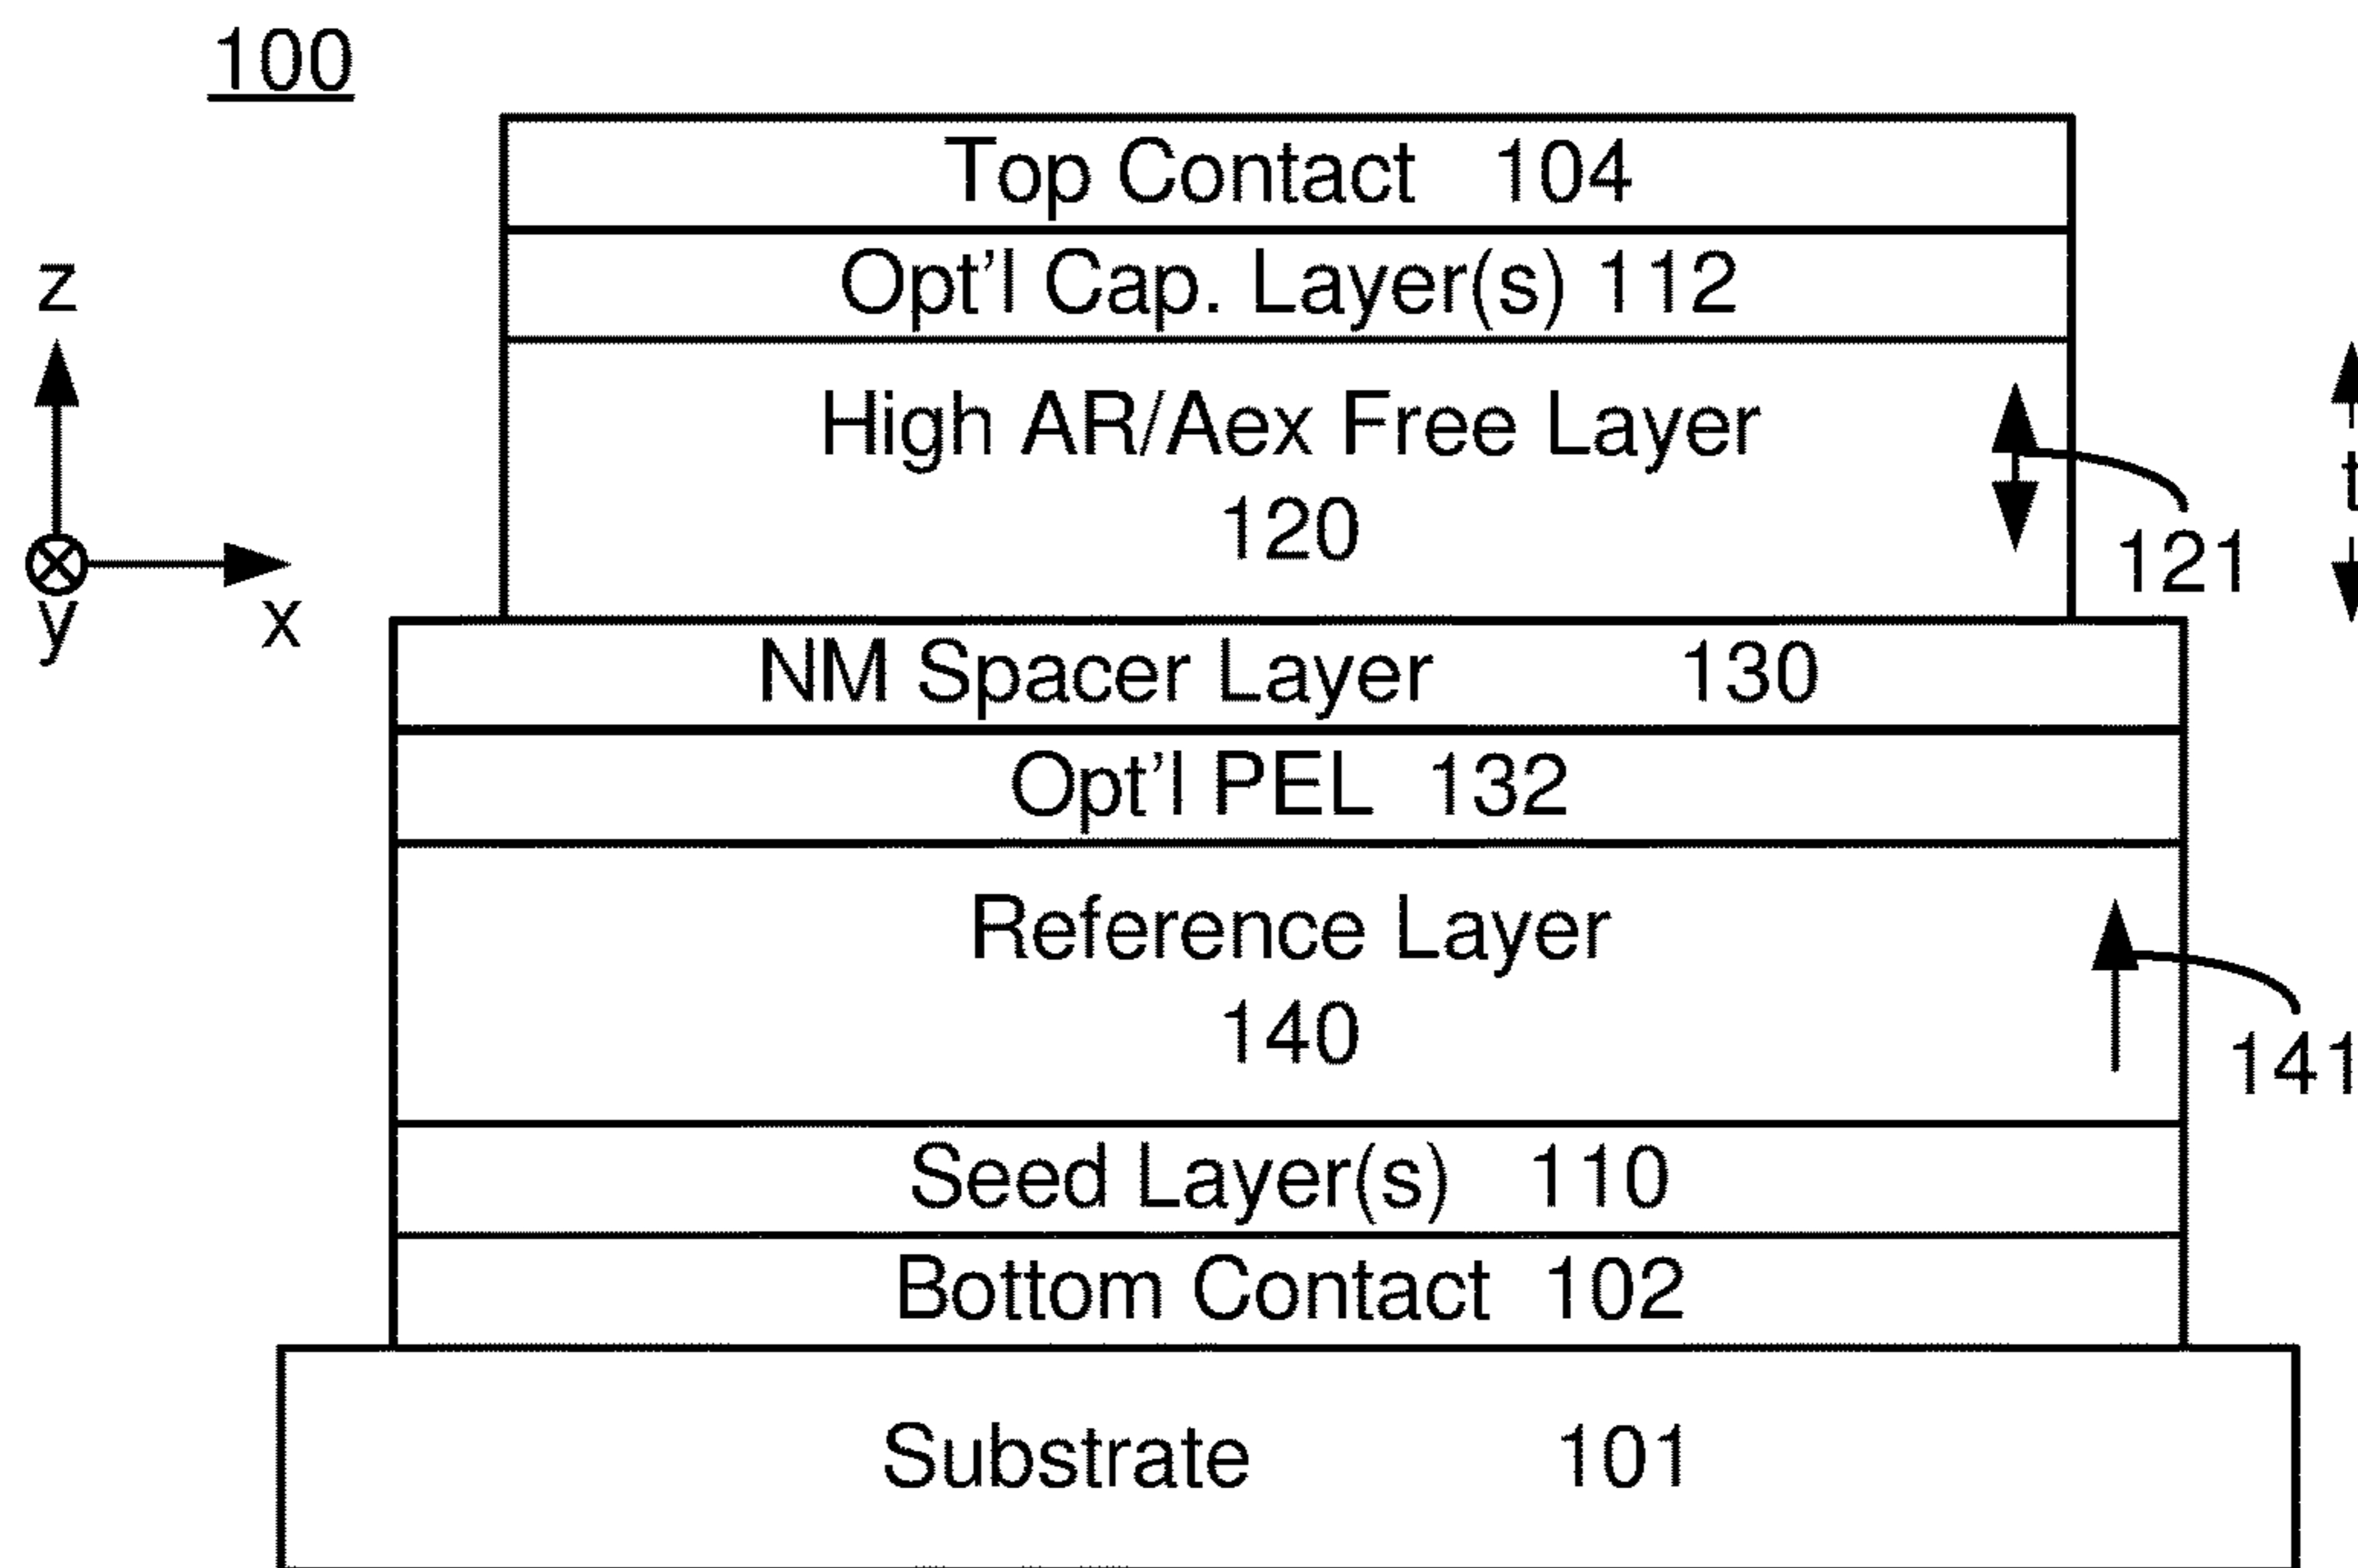 100
Top Contact 104
Opt'l Cap. Layer(s) 112
z
High AR/Aex Free Layer
120
t
121
y
x
NM Spacer Layer 130
Opt'l PEL 132
Reference Layer
140
141
Seed Layer(s) 110
Bottom Contact 102
Substrate 101